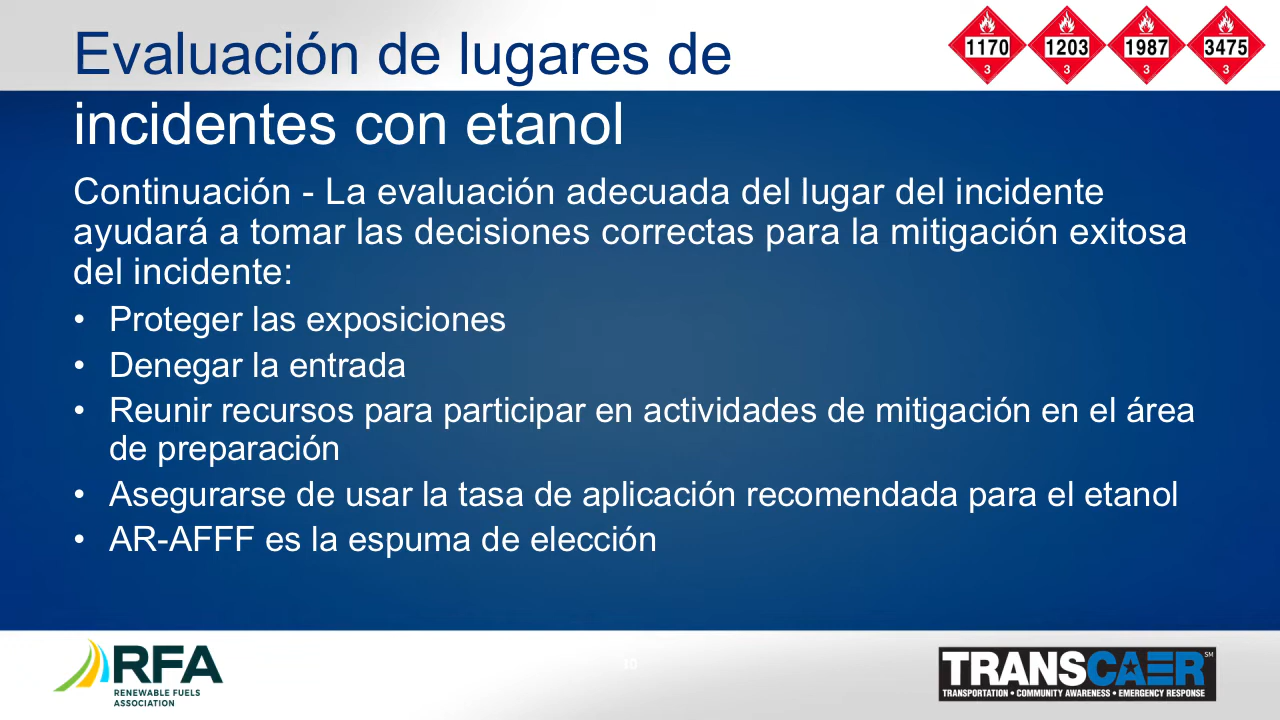 Evaluación de lugares de
incidentes con etanol
1170
3
1203
3
1987
3
3475
3
Continuación - La evaluación adecuada del lugar del incidente
ayudará a tomar las decisiones correctas para la mitigación exitosa
del incidente:
• Proteger las exposiciones
• Denegar la entrada
• Reunir recursos para participar en actividades de mitigación en el área
de preparación
• Asegurarse de usar la tasa de aplicación recomendada para el etanol
• AR-AFFF es la espuma de elección
RFA
RENEWABLE FUELS
ASSOCIATION
10
TRANSCAER SM
TRANSPORTATION • COMMUNITY AWARENESS • EMERGENCY RESPONSE